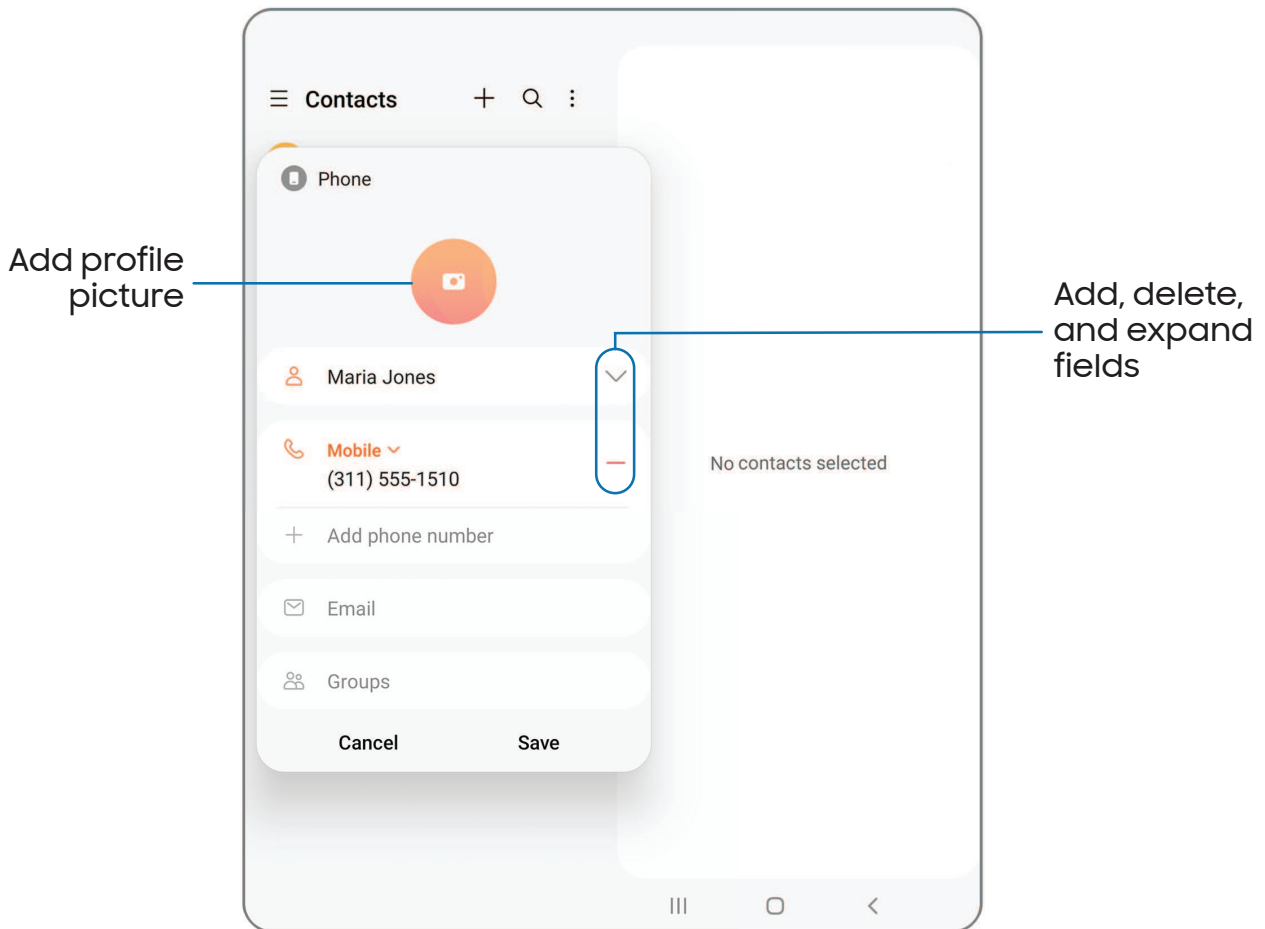 Contacts
Phone
Add profile
picture
Add, delete,
and expand
fields
Maria Jones
Mobile
(311) 555-1510
No contacts selected
Add phone number
Email
Groups
Cancel
Save